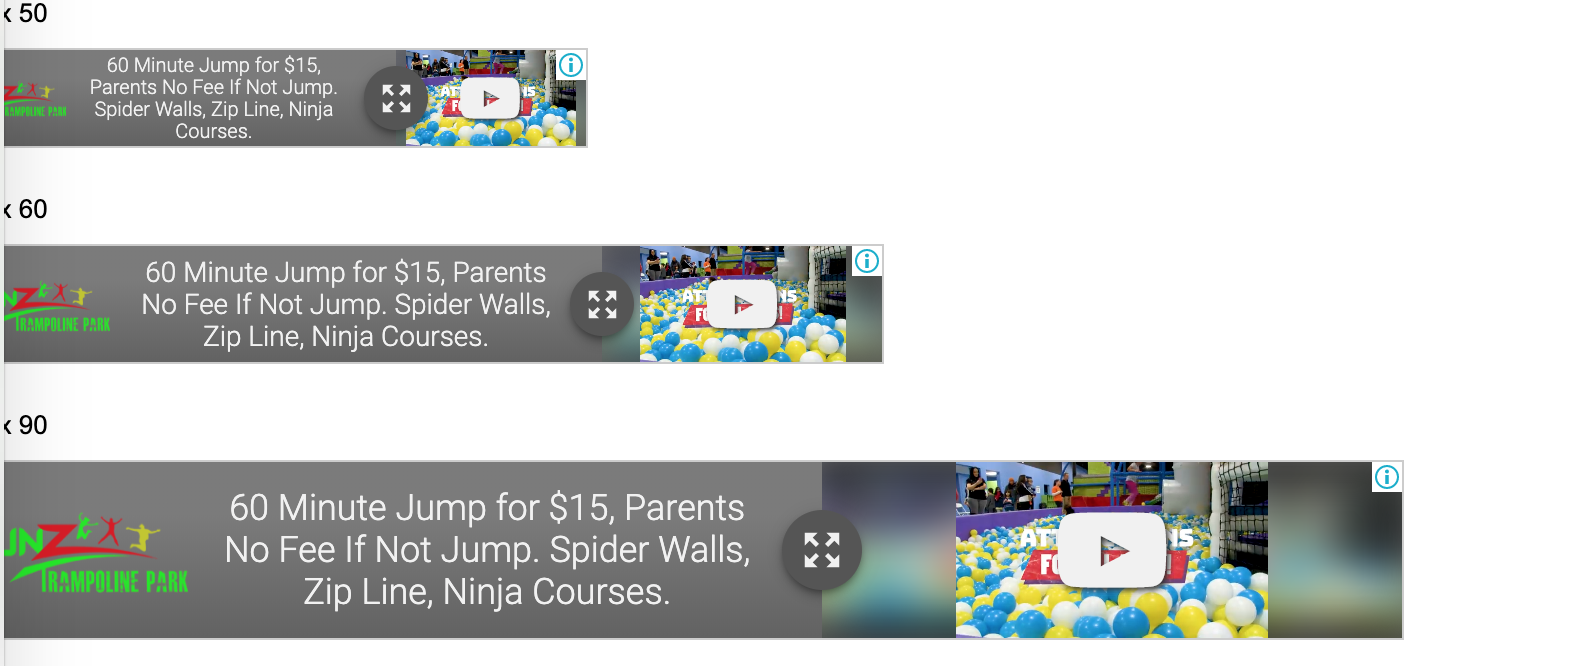 x 50
60 Minute Jump for $15,
Parents No Fee If Not Jump.
Spider Walls, Zip Line, Ninja
Courses.
TRAMPOLINE PARK
x 60
60 Minute Jump for $15, Parents
No Fee If Not Jump. Spider Walls,
Zip Line, Ninja Courses.
NZ
TRAMPOLINE PARK
x 90
60 Minute Jump for $15, Parents
No Fee If Not Jump. Spider Walls,
Zip Line, Ninja Courses.
UNZ
TRAMPOLINE PARK